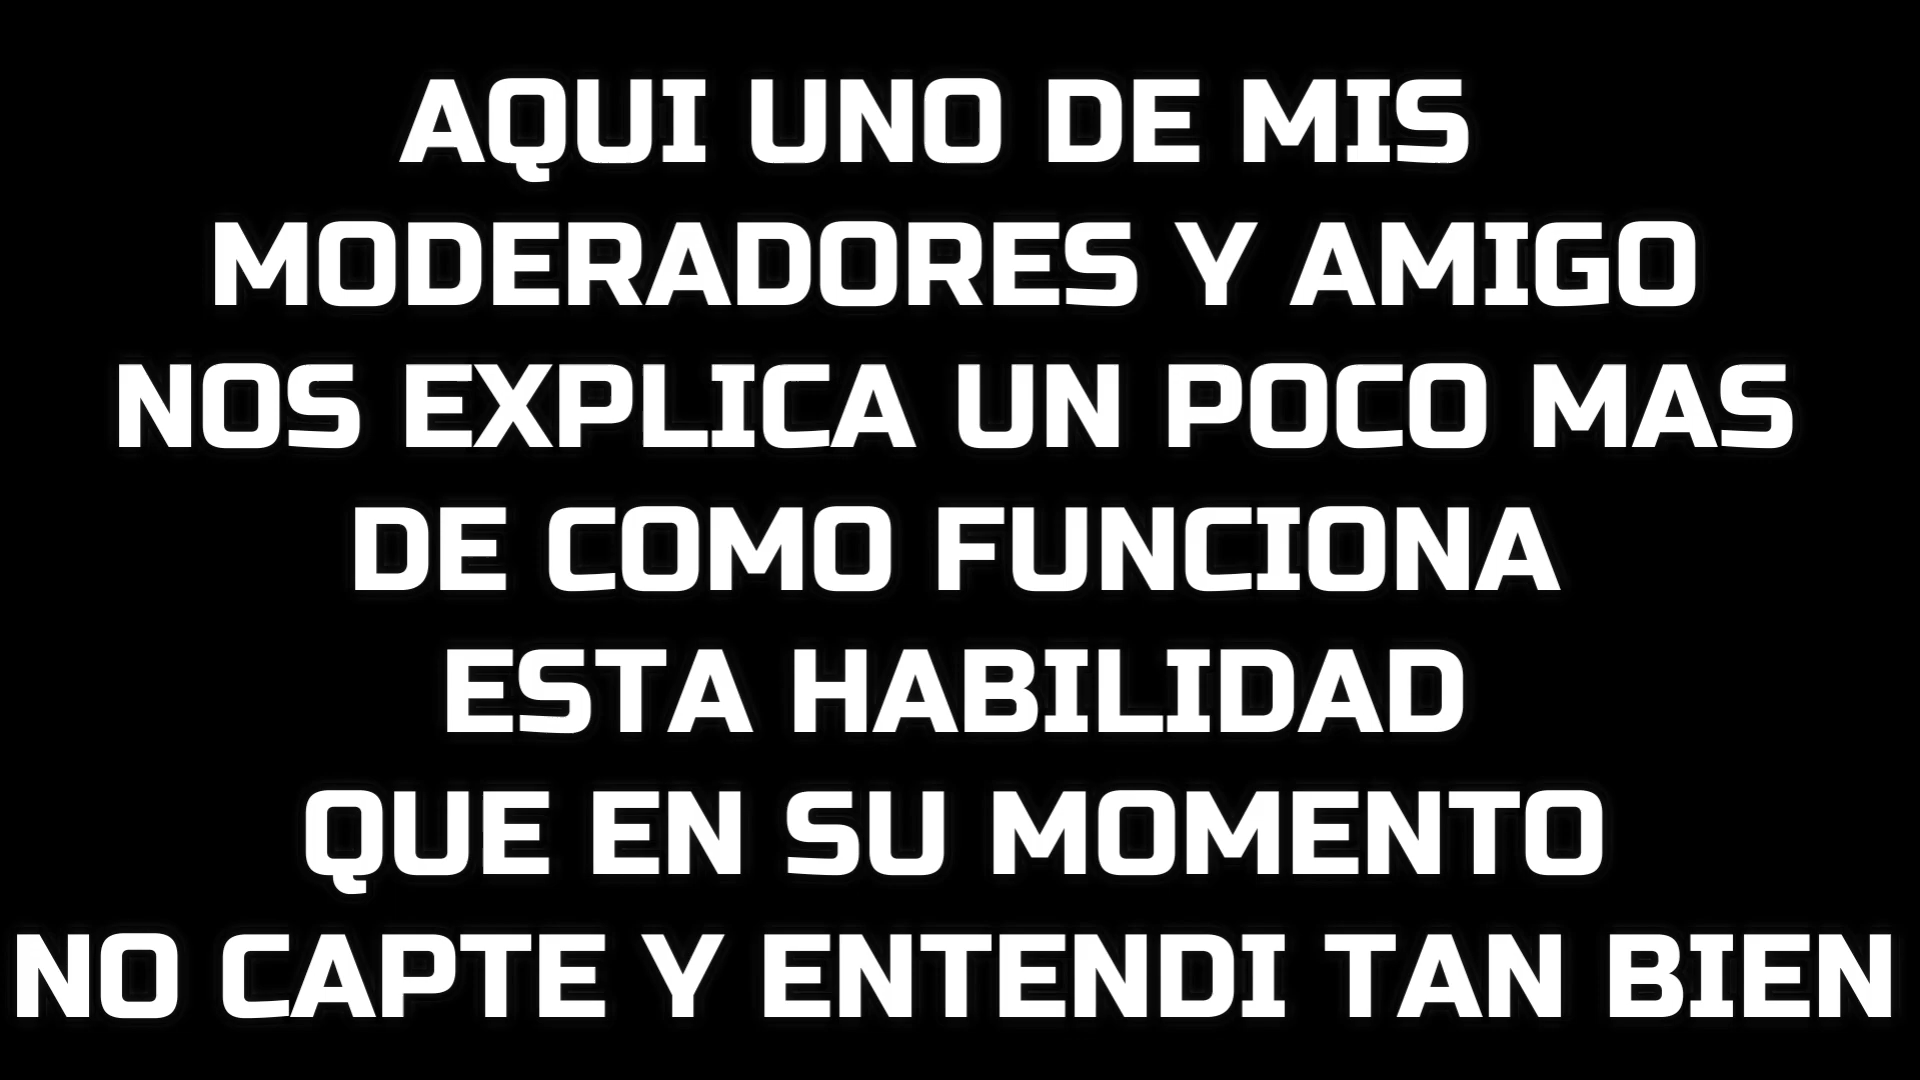 AQUI UNO DE MIS
MODERADORES Y AMIGO
NOS EXPLICA UN POCO MAS
DE COMO FUNCIONA
ESTA HABILIDAD
QUE EN SU MOMENTO
NO CAPTE Y ENTENDI TAN BIEN